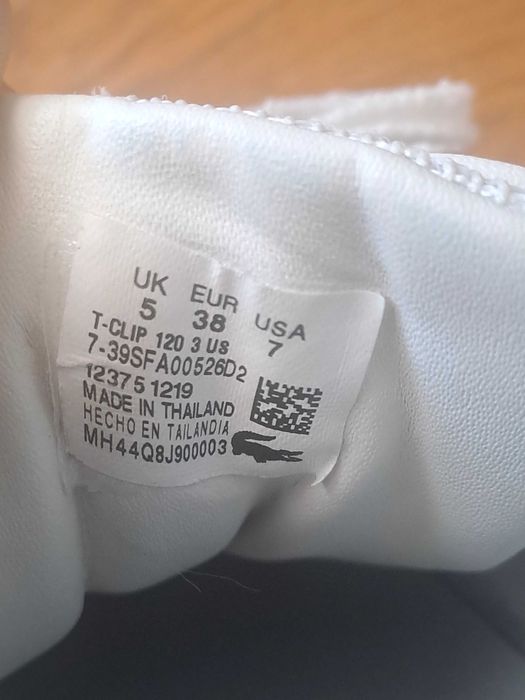 UK EUR USA
5 38 7
T-CLIP 120 3 US
7-39SFA00526D2
12375 1219
MADE IN THAILAND
HECHO EN TAILANDIA
MH44Q8J900003